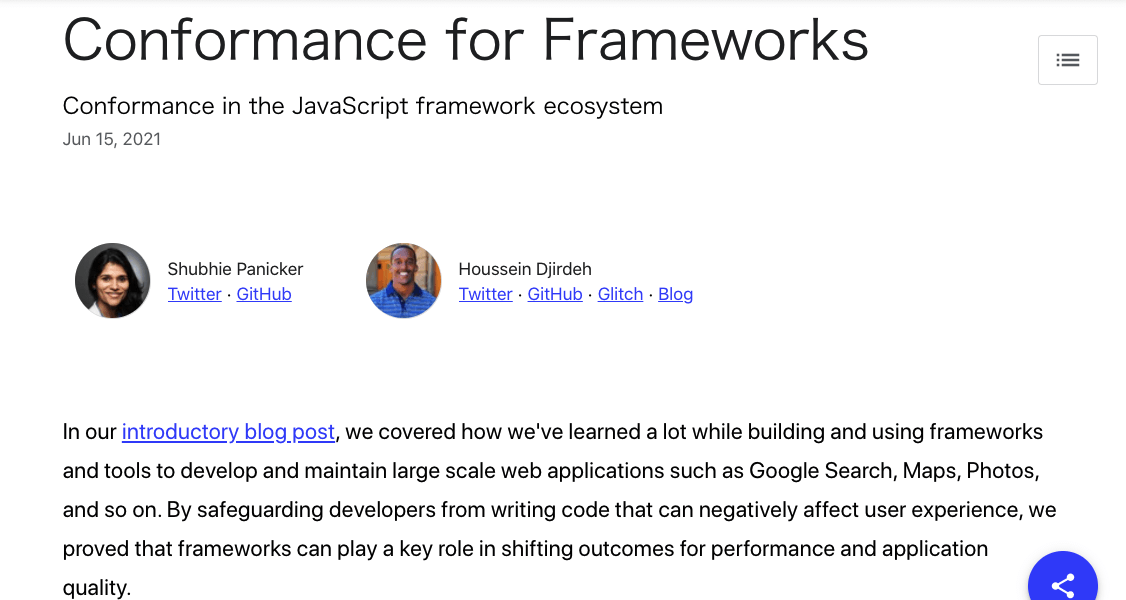 Conformance for Frameworks
Conformance in the JavaScript framework ecosystem
Jun 15, 2021
Shubhie Panicker
Twitter · GitHub
Houssein Djirdeh
Twitter · GitHub · Glitch · Blog
In our introductory blog post, we covered how we've learned a lot while building and using frameworks
and tools to develop and maintain large scale web applications such as Google Search, Maps, Photos,
and so on. By safeguarding developers from writing code that can negatively affect user experience, we
proved that frameworks can play a key role in shifting outcomes for performance and application
quality.